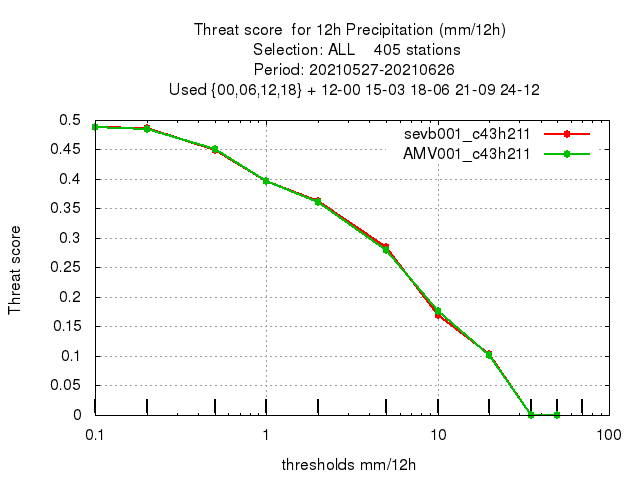 Threat score  for 12h Precipitation (mm/12h)
Selection: ALL    405 stations
Period: 20210527-20210626
Used {00,06,12,18} + 12-00 15-03 18-06 21-09 24-12
sevb001_c43h211
AMV001_c43h211
Threat score
0.5
0.45
0.4
0.35
0.3
0.25
0.2
0.15
0.1
0.05
0
0.1 1 10 100
thresholds mm/12h